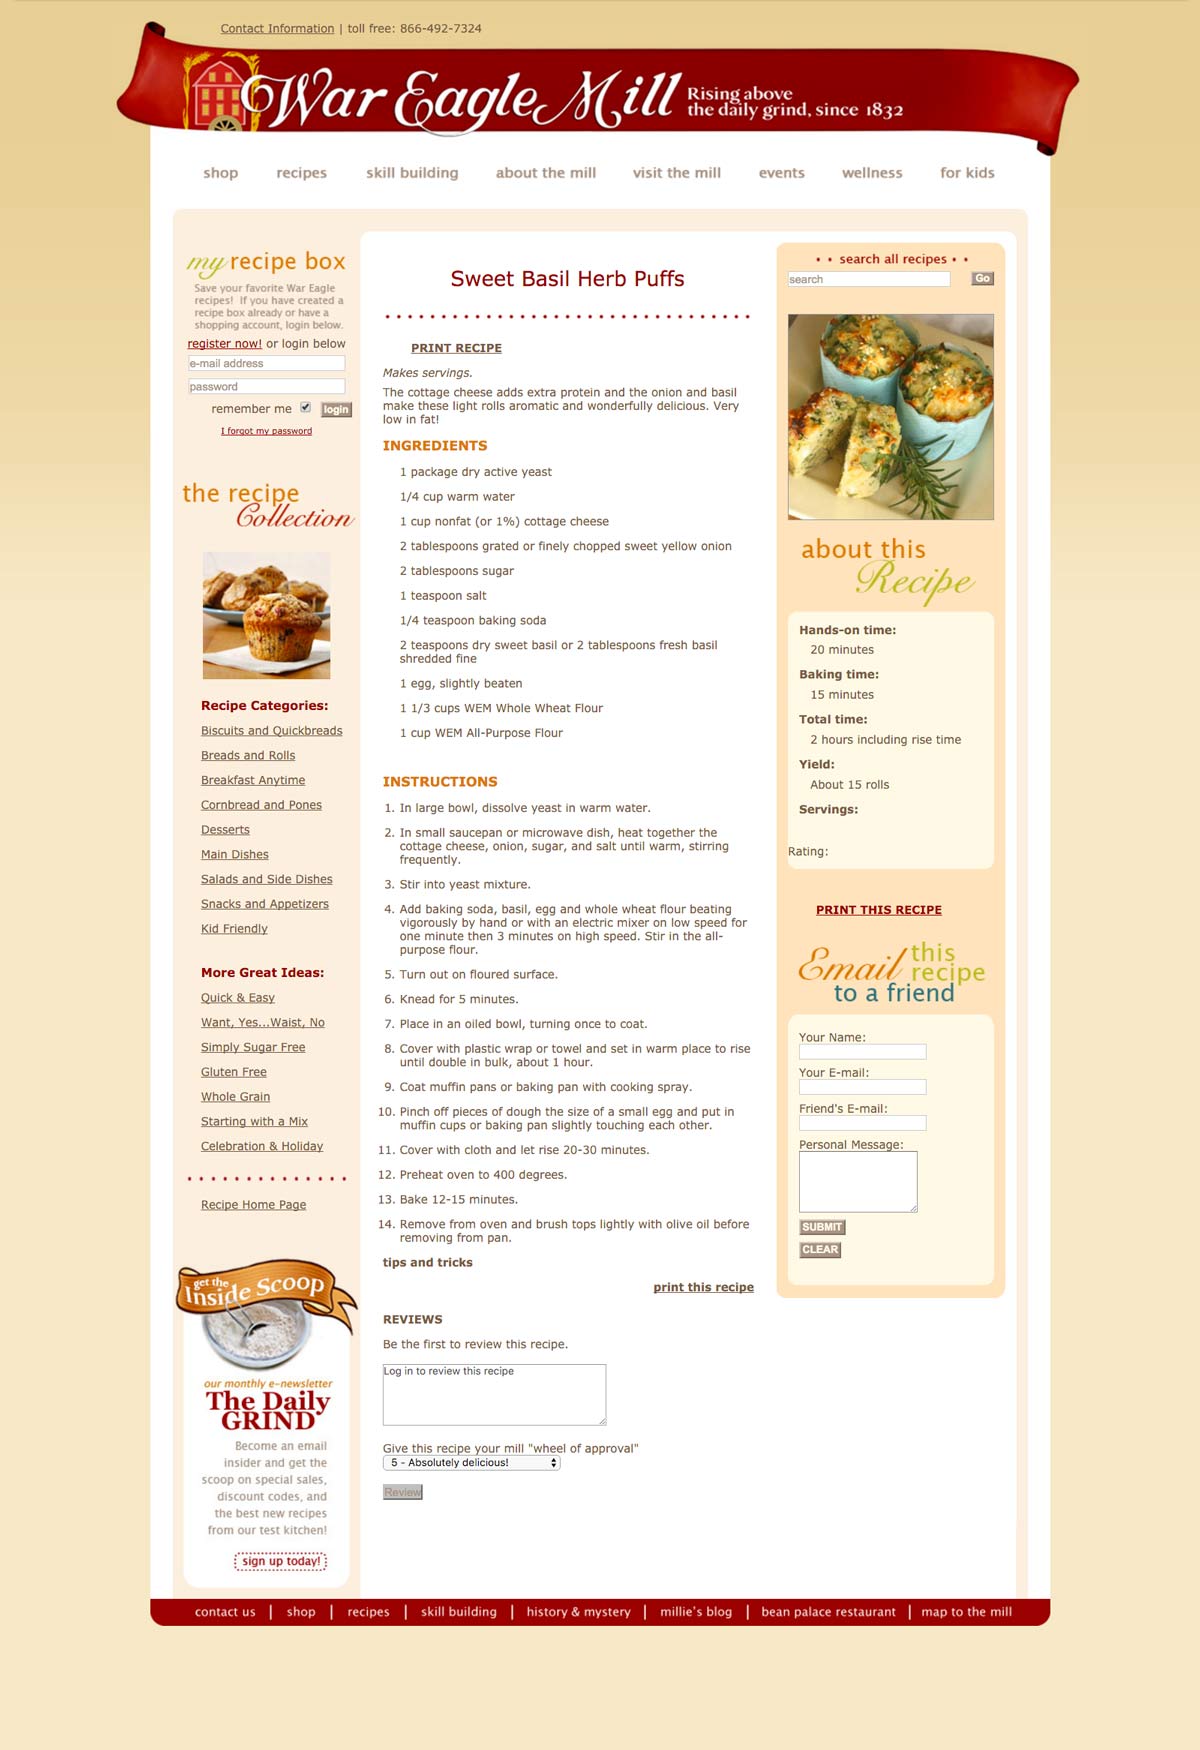 Contact Information | toll free: 866-492-7324
War Eagle Mill
Rising above
the daily grind, since 1832
shop recipes skill building about the mill visit the mill events wellness for kids
my recipe box
Save your favorite War Eagle
recipes! If you have created a
recipe box already or have a
shopping account, login below.
register now! or login below
e-mail address
password
remember me login
I forgot my password
the recipe
Collection
Recipe Categories:
Biscuits and Quickbreads
Breads and Rolls
Breakfast Anytime
Cornbread and Pones
Desserts
Main Dishes
Salads and Side Dishes
Snacks and Appetizers
Kid Friendly
More Great Ideas:
Quick & Easy
Want, Yes...Waist, No
Simply Sugar Free
Gluten Free
Whole Grain
Starting with a Mix
Celebration & Holiday
Recipe Home Page
get the
Inside Scoop
our monthly e-newsletter
The Daily
GRIND
Become an email
insider and get the
scoop on special sales,
discount codes, and
the best new recipes
from our test kitchen!
sign up today!
Sweet Basil Herb Puffs
PRINT RECIPE
Makes servings.
The cottage cheese adds extra protein and the onion and basil
make these light rolls aromatic and wonderfully delicious. Very
low in fat!
INGREDIENTS
1 package dry active yeast
1/4 cup warm water
1 cup nonfat (or 1%) cottage cheese
2 tablespoons grated or finely chopped sweet yellow onion
2 tablespoons sugar
1 teaspoon salt
1/4 teaspoon baking soda
2 teaspoons dry sweet basil or 2 tablespoons fresh basil
shredded fine
1 egg, slightly beaten
1 1/3 cups WEM Whole Wheat Flour
1 cup WEM All-Purpose Flour
INSTRUCTIONS
1. In large bowl, dissolve yeast in warm water.
2. In small saucepan or microwave dish, heat together the
cottage cheese, onion, sugar, and salt until warm, stirring
frequently.
3. Stir into yeast mixture.
4. Add baking soda, basil, egg and whole wheat flour beating
vigorously by hand or with an electric mixer on low speed for
one minute then 3 minutes on high speed. Stir in the all-
purpose flour.
5. Turn out on floured surface.
6. Knead for 5 minutes.
7. Place in an oiled bowl, turning once to coat.
8. Cover with plastic wrap or towel and set in warm place to rise
until double in bulk, about 1 hour.
9. Coat muffin pans or baking pan with cooking spray.
10. Pinch off pieces of dough the size of a small egg and put in
muffin cups or baking pan slightly touching each other.
11. Cover with cloth and let rise 20-30 minutes.
12. Preheat oven to 400 degrees.
13. Bake 12-15 minutes.
14. Remove from oven and brush tops lightly with olive oil before
removing from pan.
tips and tricks
print this recipe
REVIEWS
Be the first to review this recipe.
Log in to review this recipe
Give this recipe your mill "wheel of approval"
5 - Absolutely delicious!
Review
search all recipes
search Go
about this
Recipe
Hands-on time:
20 minutes
Baking time:
15 minutes
Total time:
2 hours including rise time
Yield:
About 15 rolls
Servings:
Rating:
PRINT THIS RECIPE
Email this
recipe
to a friend
Your Name:
Your E-mail:
Friend's E-mail:
Personal Message:
SUBMIT
CLEAR
contact us | shop | recipes | skill building | history & mystery | millie's blog | bean palace restaurant | map to the mill